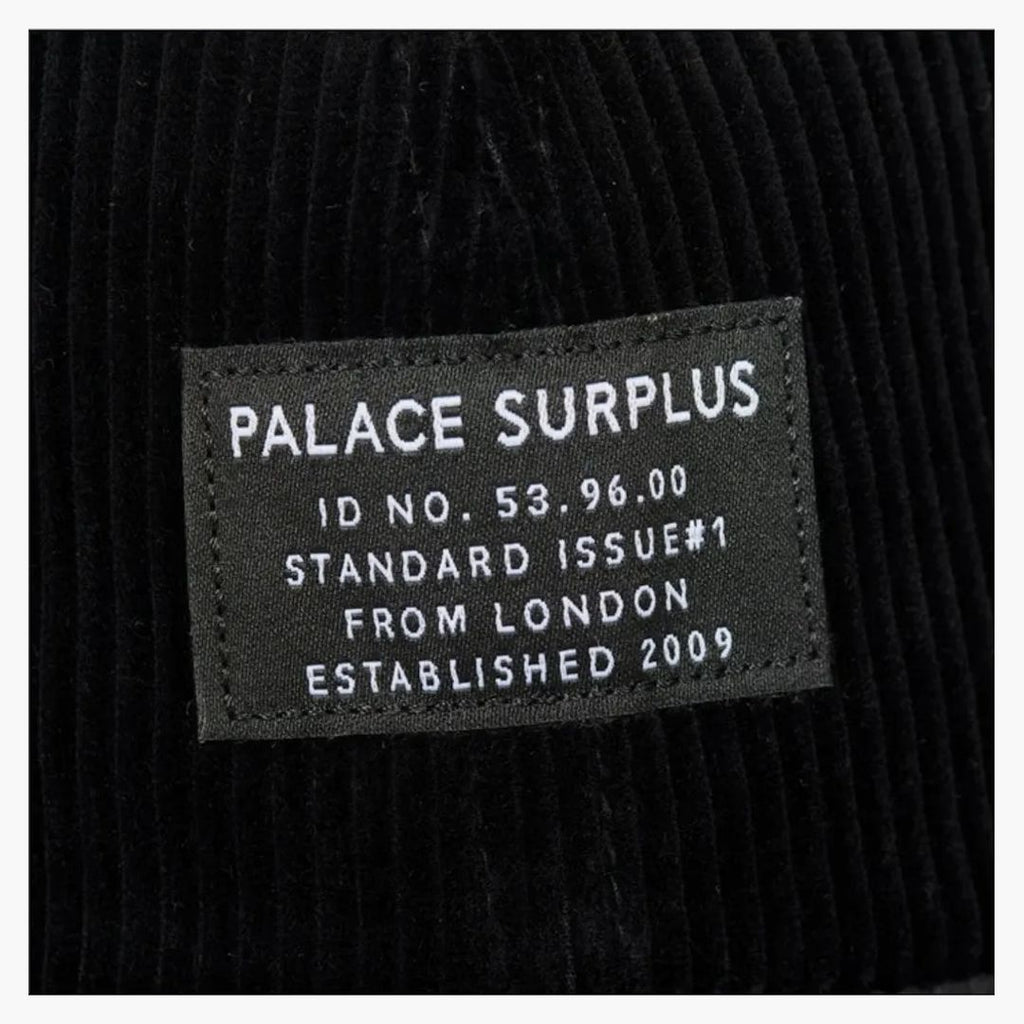 PALACE SURPLUS
ID NO. 53.96.00
STANDARD ISSUE#1
FROM LONDON
ESTABLISHED 2009